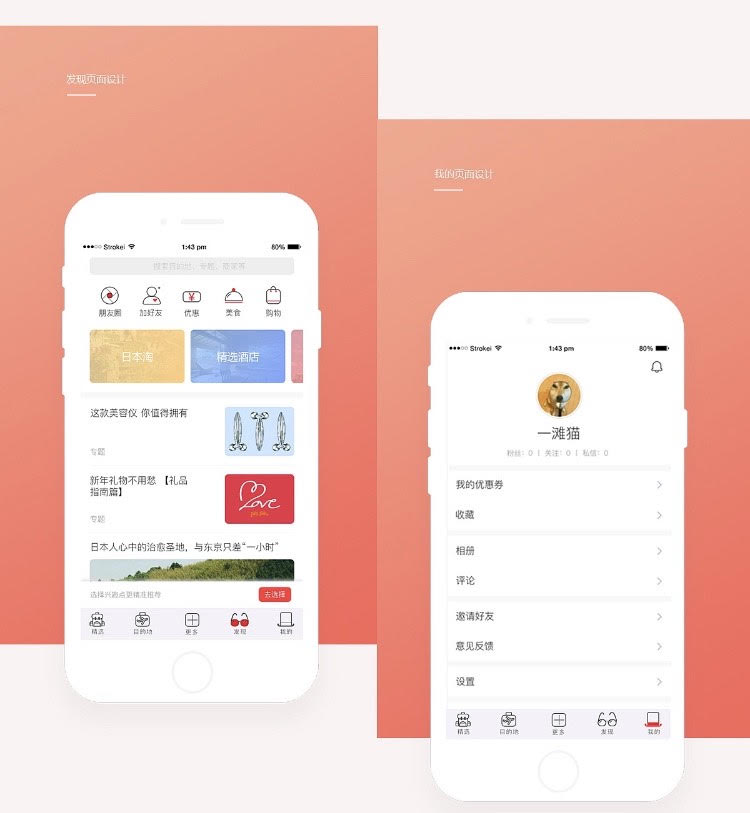 发现页面设计
Strokei
1:43 pm
80%
搜索目的地、专题、游记等
朋友圈
加好友
优惠
美食
购物
日本淘
精选酒店
这款美容仪 你值得拥有
专题
新年礼物不用愁 【礼品
指南篇】
专题
Love
日本人心中的治愈圣地，与东京只差“一小时”
选择兴趣点更精准推荐
去选择
精选
目的地
更多
发现
我的
我的页面设计
Strokei
1:43 pm
80%
一滩猫
粉丝：0 | 关注：0 | 私信：0
我的优惠券
收藏
相册
评论
邀请好友
意见反馈
设置
精选
目的地
更多
发现
我的